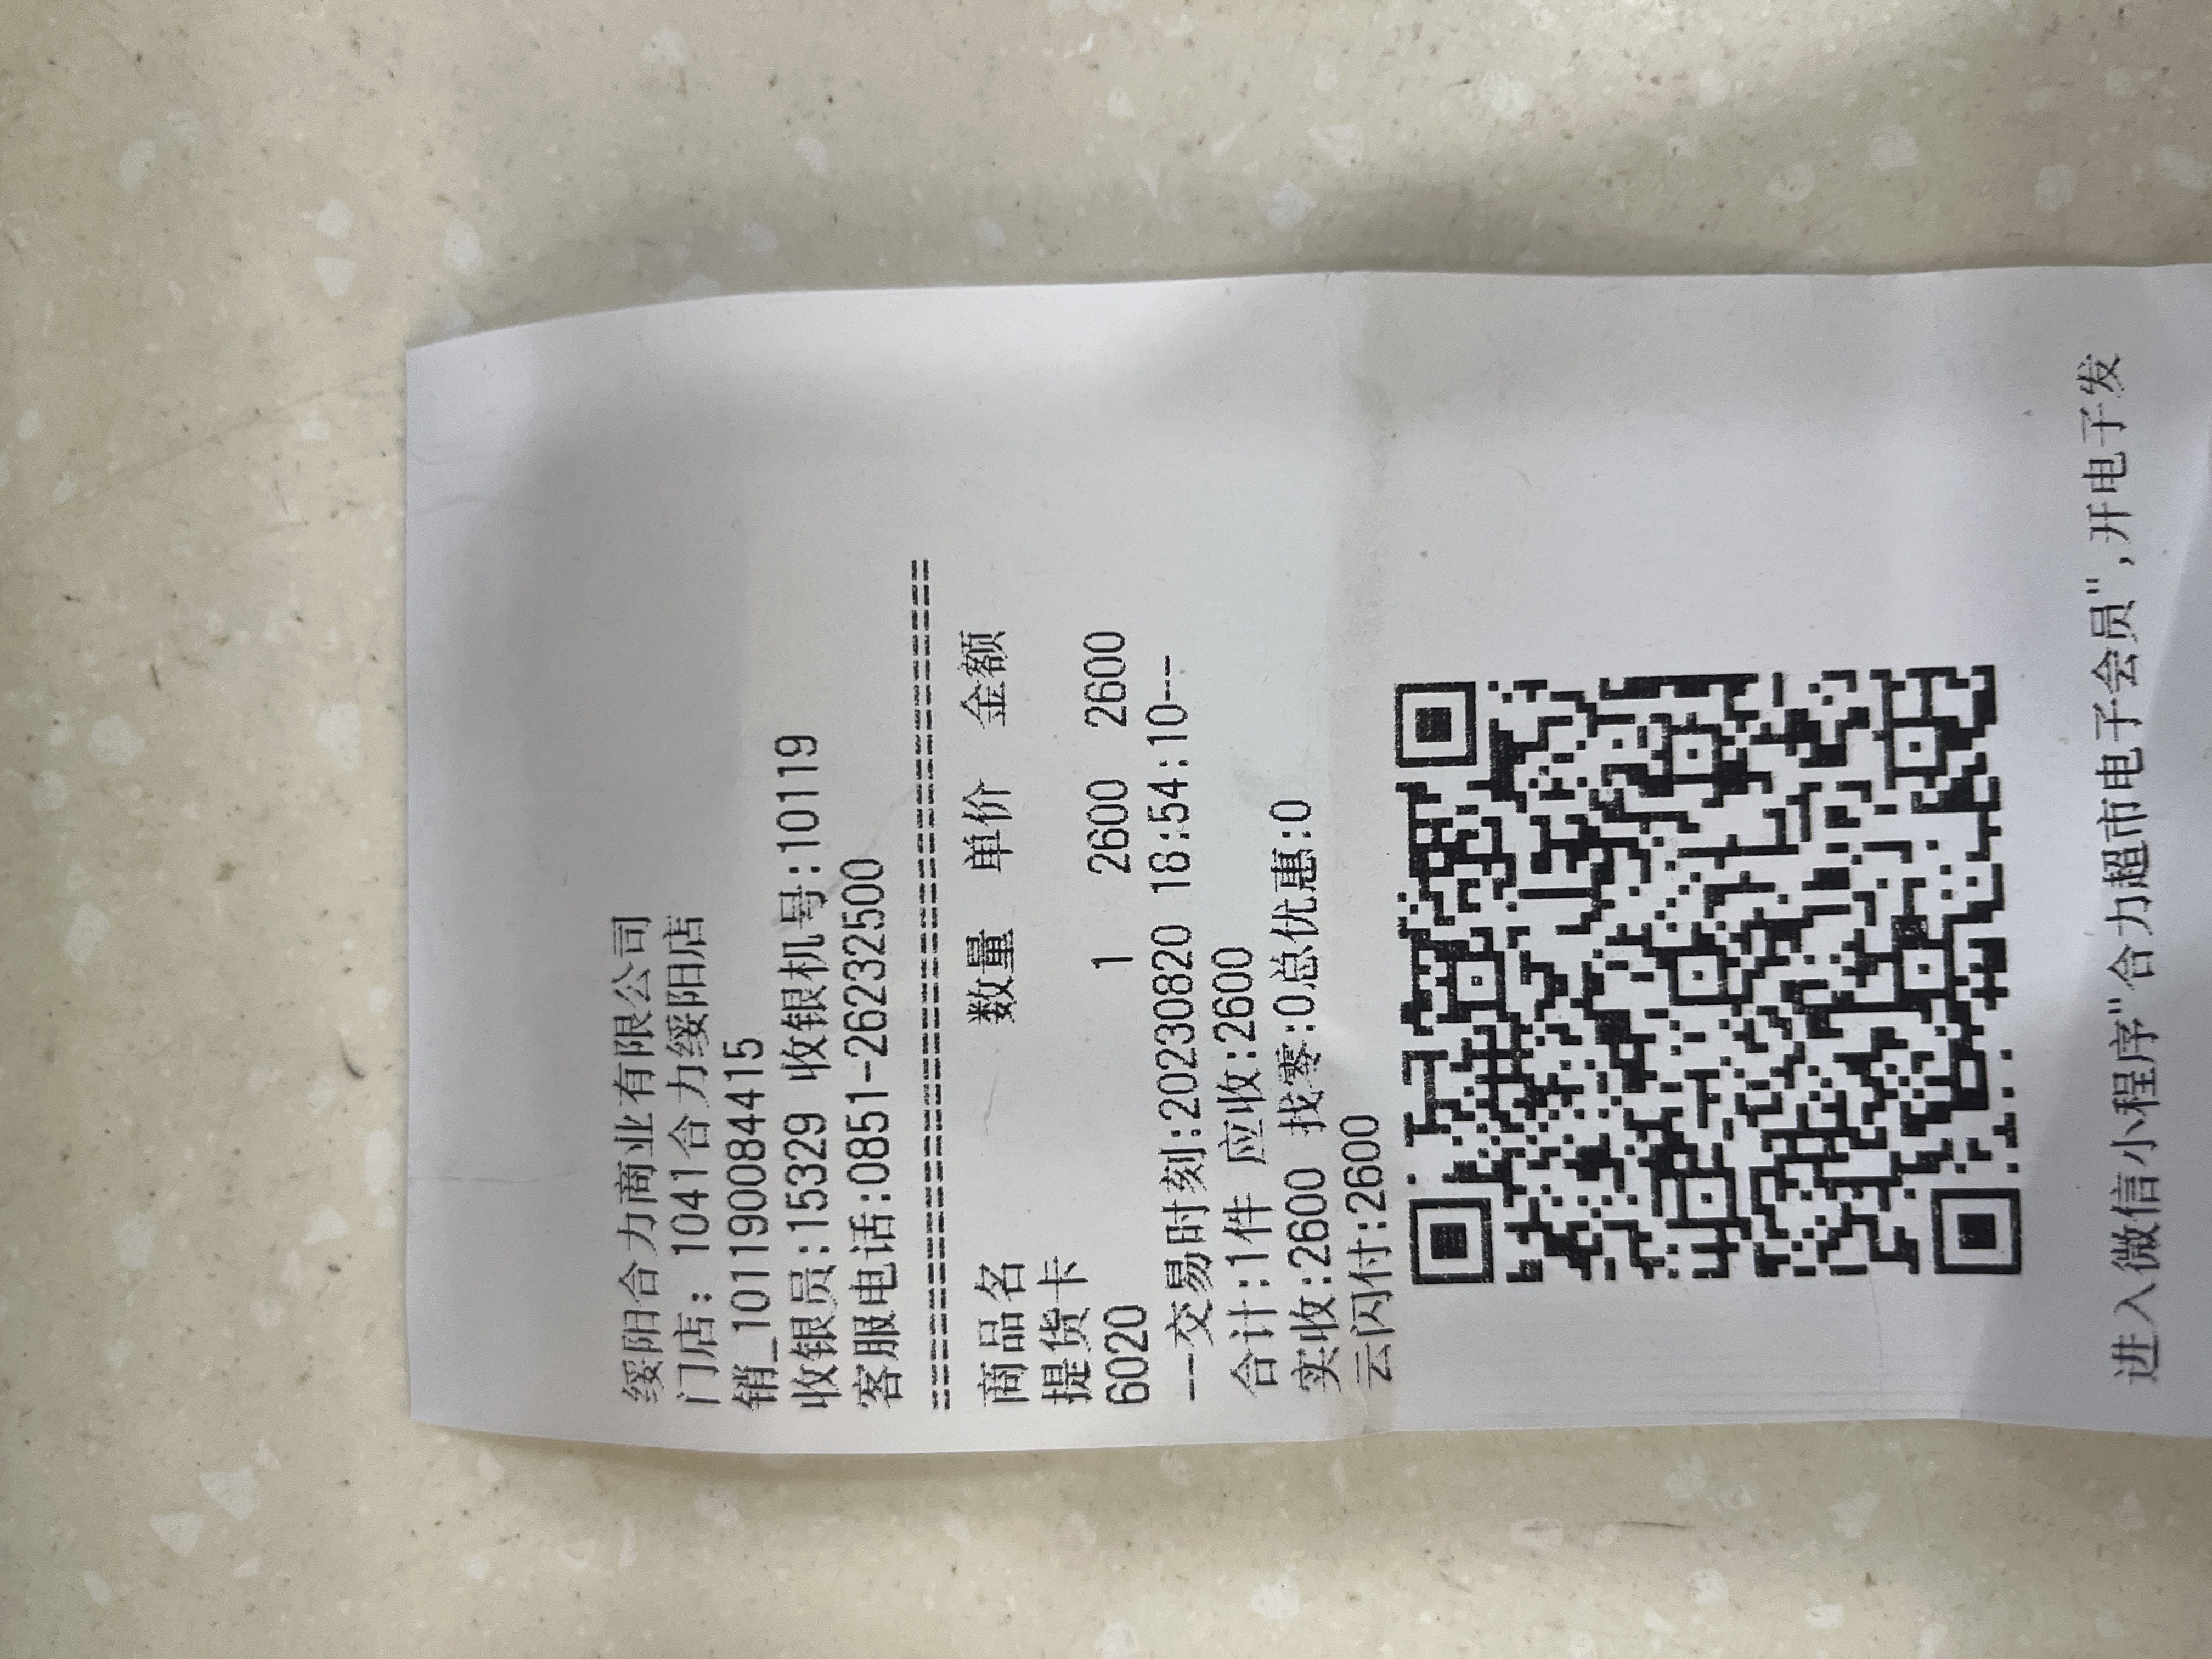 绥阳合力商业有限公司
门店: 1041合力绥阳店
销_1011900844​15
收银员:15329 收银机号:10119
客服电话:0851-26232500
================================
商品名 数量 单价 金额
提货卡
6020 1 2600 2600
--交易时刻:20230820 18:54:10--
合计:1件 应收:2600
实收:2600 找零:0总优惠:0
云闪付:2600
进入微信小程序"合力超市电子会员",开电子发